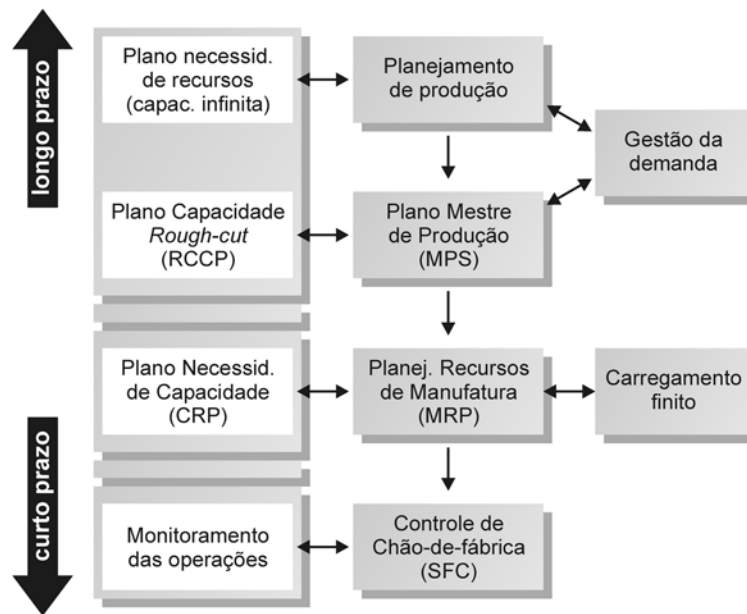 longo prazo
Plano necessid.
de recursos
(capac. infinita)
Planejamento
de produção
Gestão da
demanda
Plano Capacidade
Rough-cut
(RCCP)
Plano Mestre
de Produção
(MPS)
Plano Necessid.
de Capacidade
(CRP)
Planej. Recursos
de Manufatura
(MRP)
Carregamento
finito
curto prazo
Monitoramento
das operações
Controle de
Chão-de-fábrica
(SFC)